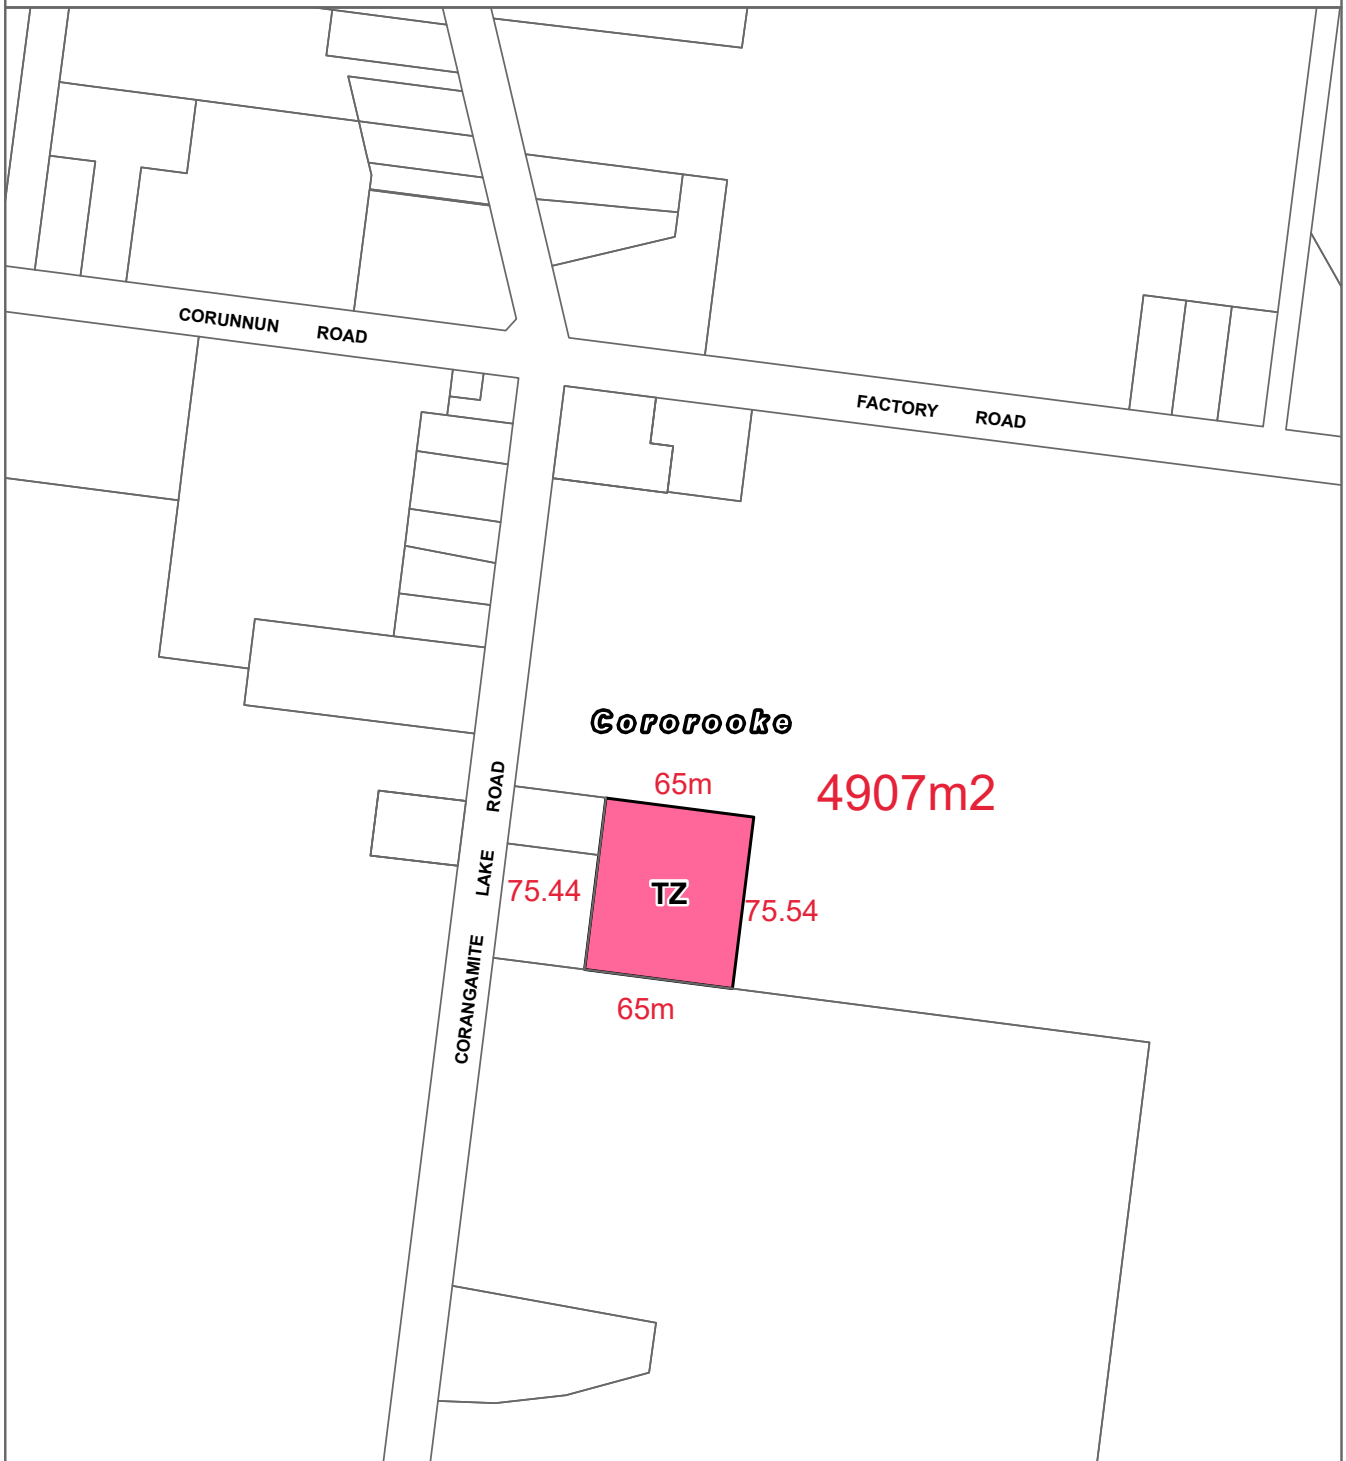 CORUNNUN ROAD
FACTORY ROAD
Cororooke
65m
4907m2
75.44
TZ
75.54
65m
CORANGAMITE LAKE ROAD